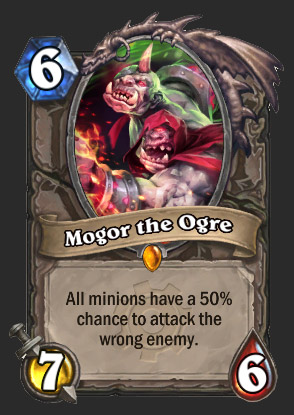 6
Mogor the Ogre
All minions have a 50%
chance to attack the
wrong enemy.
7
6